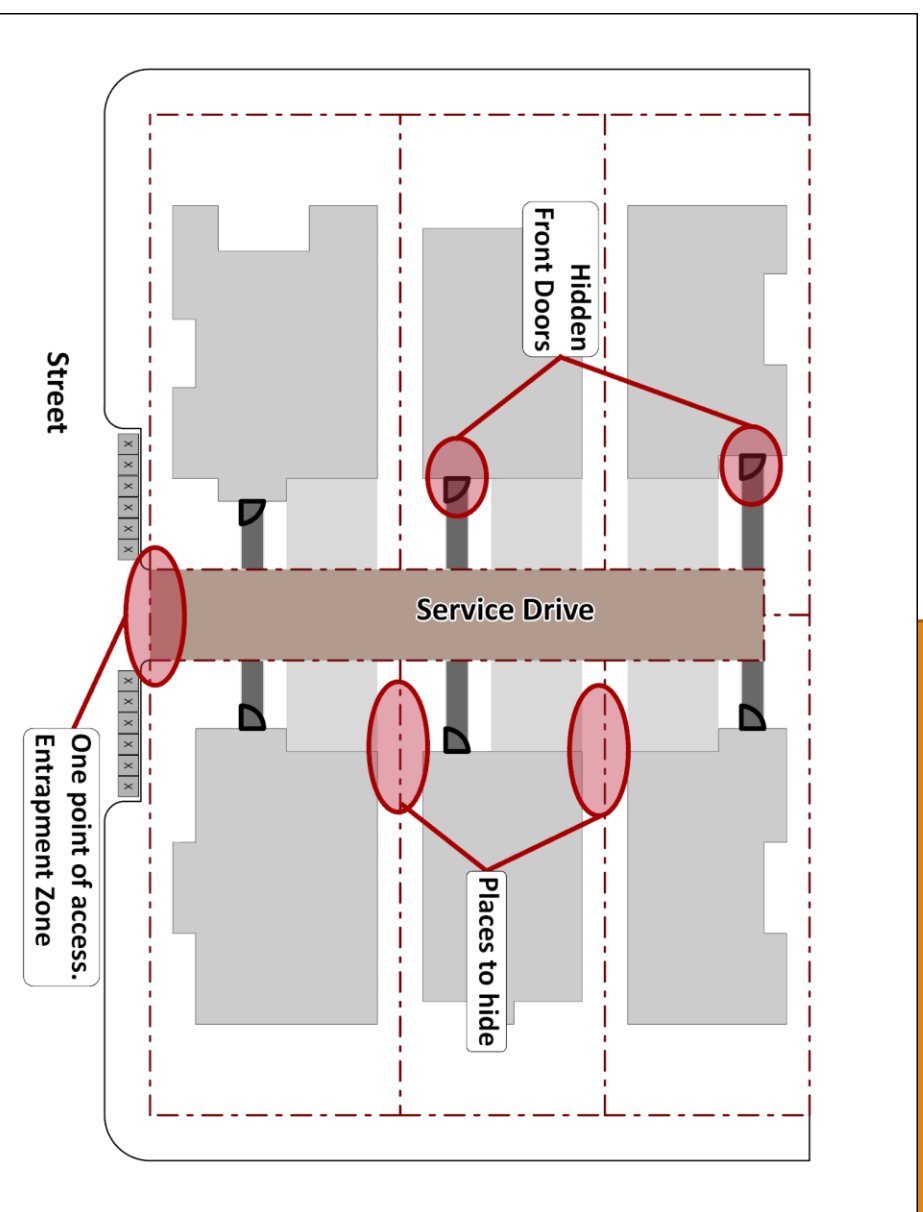 Hidden
Front Doors
Street
Service Drive
One point of access.
Entrapment Zone
Places to hide
X X X X X X
X X X X X X